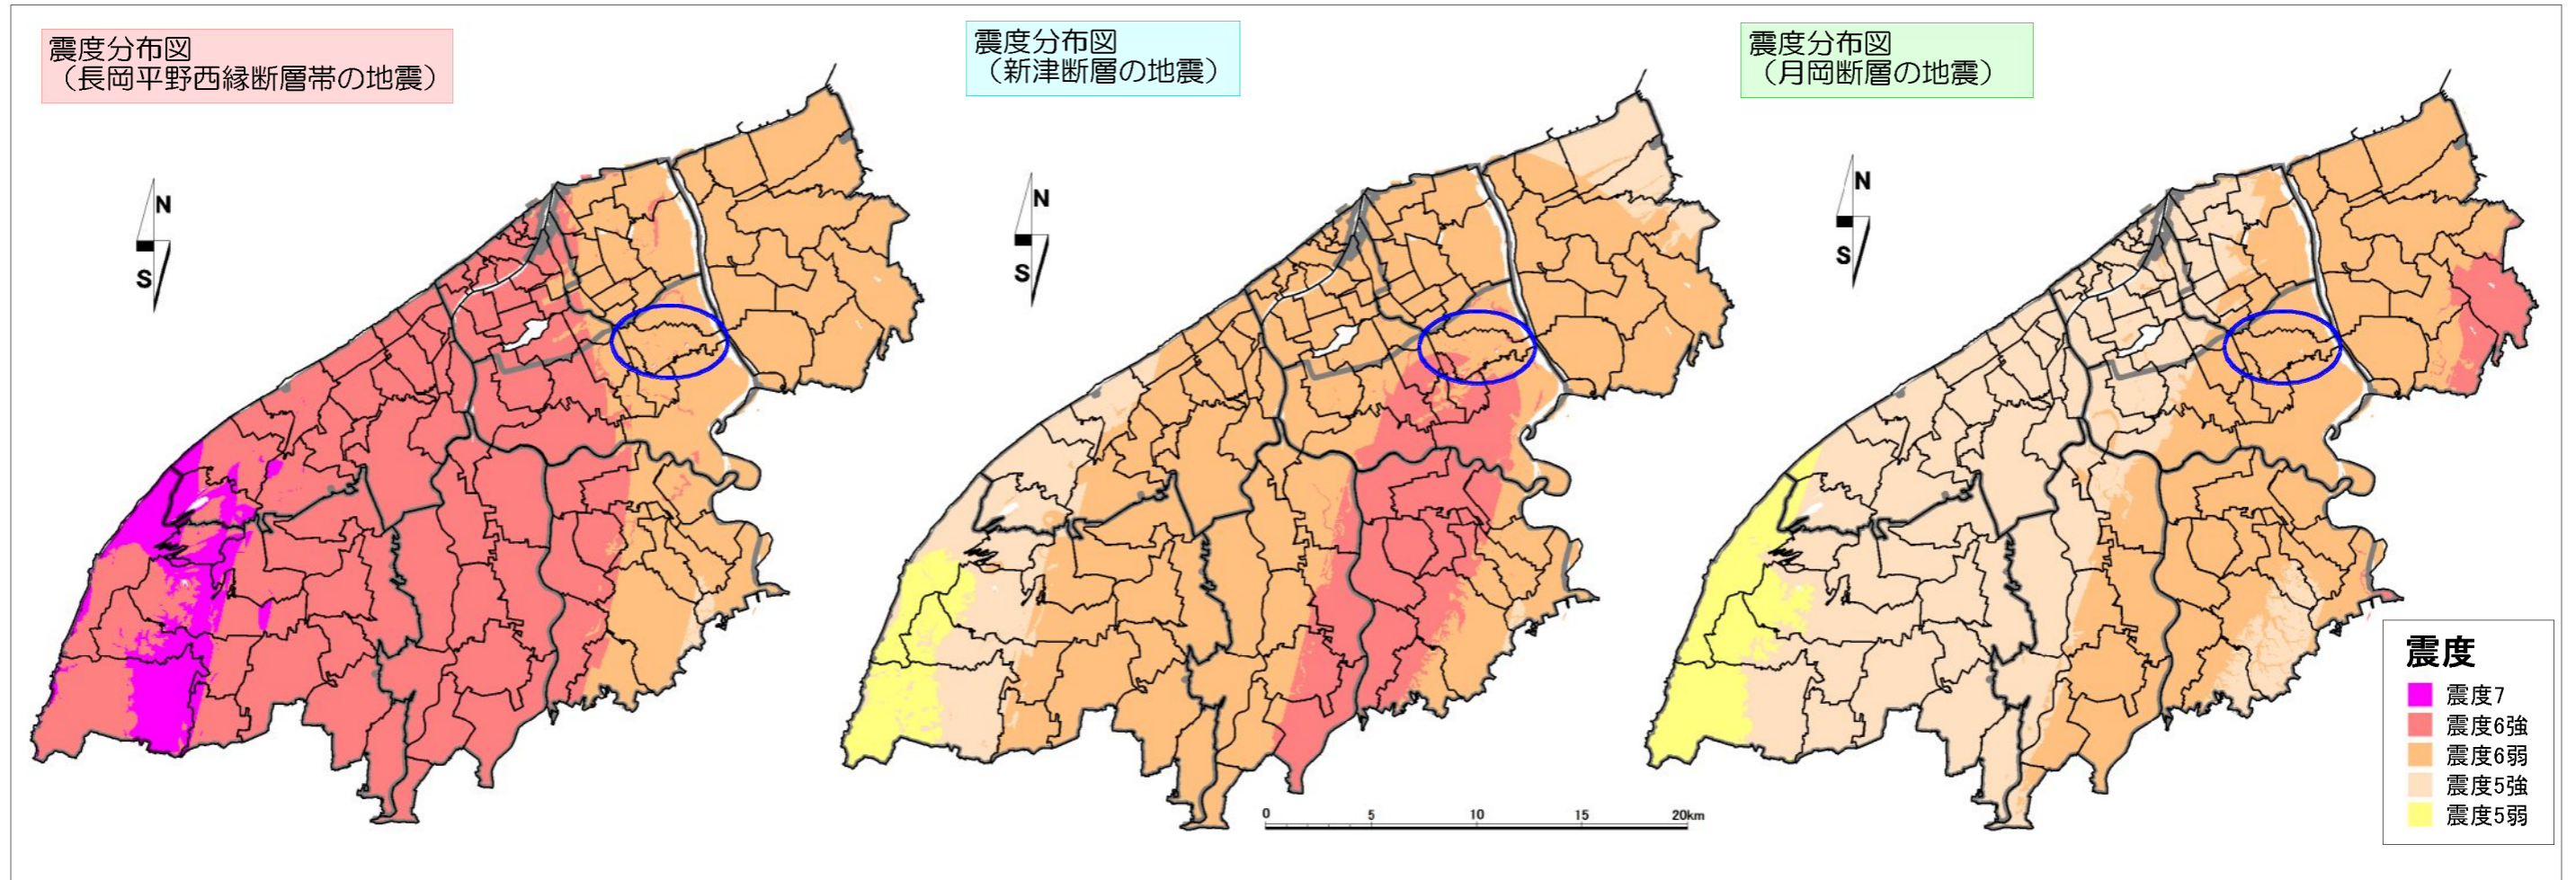 震度分布図
(長岡平野西縁断層帯の地震)
震度分布図
(新津断層の地震)
震度分布図
(月岡断層の地震)
N
S
N
S
N
S
0 5 10 15 20km
震度
震度7
震度6強
震度6弱
震度5強
震度5弱